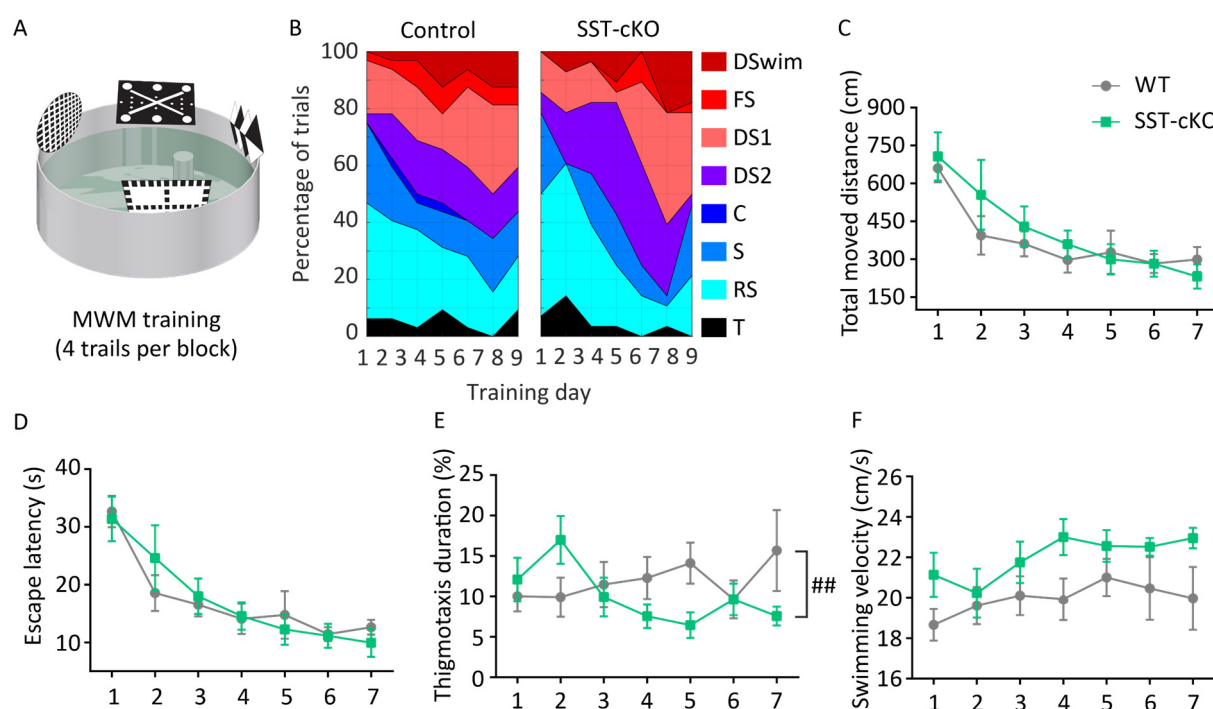 A
MWM training
(4 trails per block)
B
Control
SST-cKO
Percentage of trials
100
80
60
40
20
0
1 2 3 4 5 6 7 8 9
1 2 3 4 5 6 7 8 9
Training day
DSwim
FS
DS1
DS2
C
S
RS
T
C
Total moved distance (cm)
900
750
600
450
300
150
1 2 3 4 5 6 7
WT
SST-cKO
D
Escape latency (s)
40
30
20
10
1 2 3 4 5 6 7
E
Thigmotaxis duration (%)
25
20
15
10
5
0
1 2 3 4 5 6 7
##
F
Swimming velocity (cm/s)
26
24
22
20
18
16
1 2 3 4 5 6 7